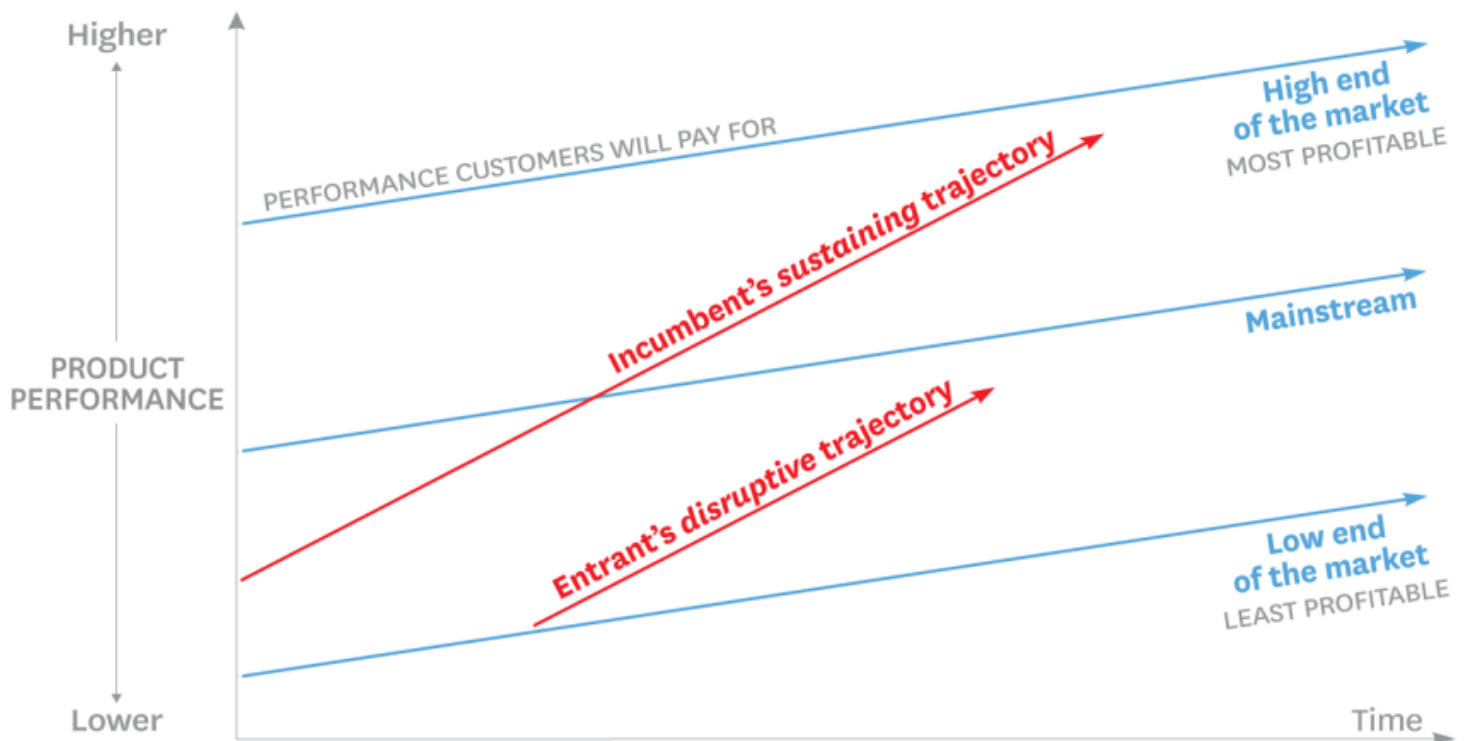 Higher
PERFORMANCE CUSTOMERS WILL PAY FOR
High end
of the market
MOST PROFITABLE
Incumbent's sustaining trajectory
Mainstream
PRODUCT
PERFORMANCE
Entrant's disruptive trajectory
Low end
of the market
LEAST PROFITABLE
Lower
Time